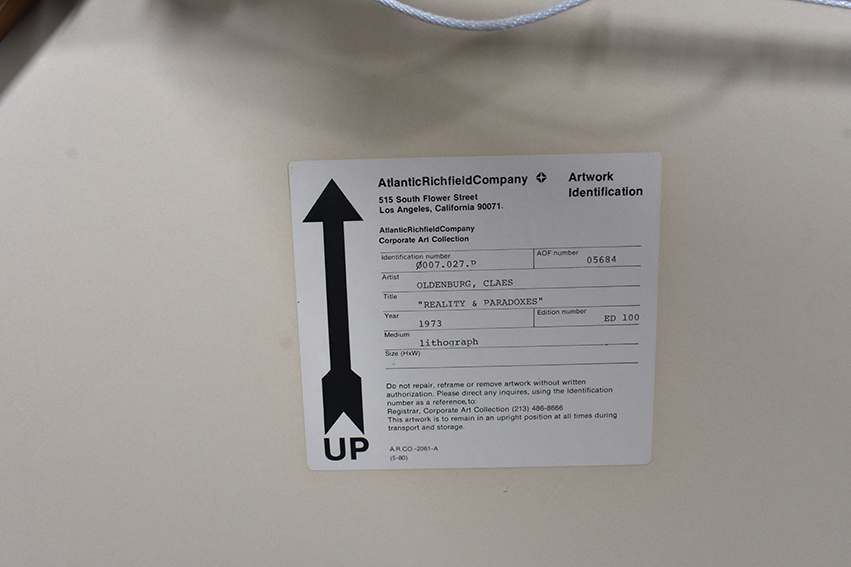 AtlanticRichfieldCompany
Artwork
Identification
515 South Flower Street
Los Angeles, California 90071
AtlanticRichfieldCompany
Corporate Art Collection
Identification number
Ø007.027.P
AOF number
05684
Artist
OLDENBURG, CLAES
Title
"REALITY & PARADOXES"
Year
1973
Edition number
ED 100
Medium
lithograph
Size (HxW)
Do not repair, reframe or remove artwork without written
authorization. Please direct any inquires, using the Identification
number as a reference, to:
Registrar, Corporate Art Collection (213) 486-8666
This artwork is to remain in an upright position at all times during
transport and storage.
A.R.CO.-2061-A
(5-80)
UP